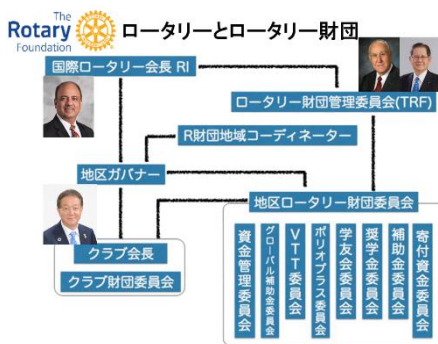 The
Rotary
Foundation
ロータリーとロータリー財団
国際ロータリー会長 RI
ロータリー財団管理委員会(TRF)
R財団地域コーディネーター
地区ガバナー
地区ロータリー財団委員会
クラブ会長
クラブ財団委員会
資金管理委員会
グローバル補助金委員会
VTT委員会
ポリオプラス委員会
学友会委員会
奨学金委員会
補助金委員会
寄付資金委員会